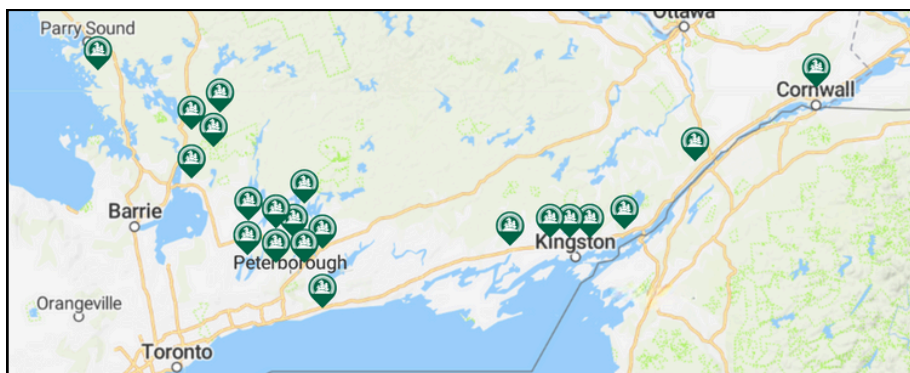 Parry Sound
Ottawa
Cornwall
Barrie
Kingston
Peterborough
Orangeville
Toronto